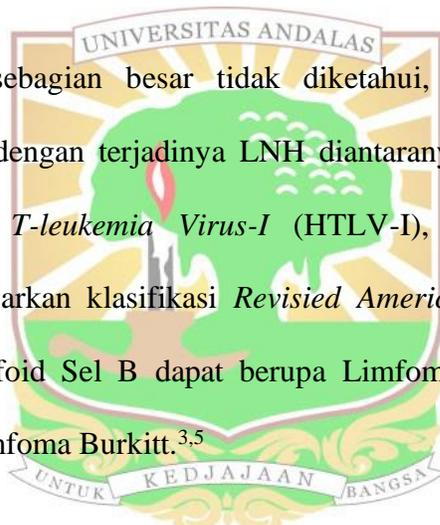 UNIVERSITAS ANDALAS
sebagian besar tidak diketahui,
dengan terjadinya LNH diantarany
T-leukemia Virus-I (HTLV-I),
arkan klasifikasi Revisied Americ
foid Sel B dapat berupa Limfom
nfoma Burkitt.3,5
UNTUK KEDJAJAAN BANGSA